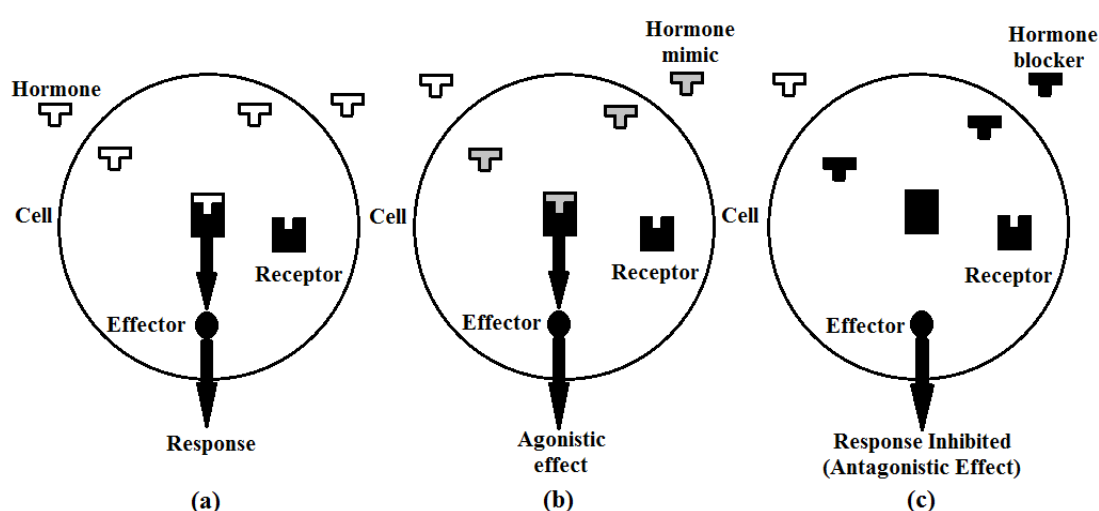 Hormone
Cell
Receptor
Effector
Response
(a)
Hormone
mimic
Cell
Receptor
Effector
Agonistic
effect
(b)
Hormone
blocker
Cell
Receptor
Effector
Response Inhibited
(Antagonistic Effect)
(c)